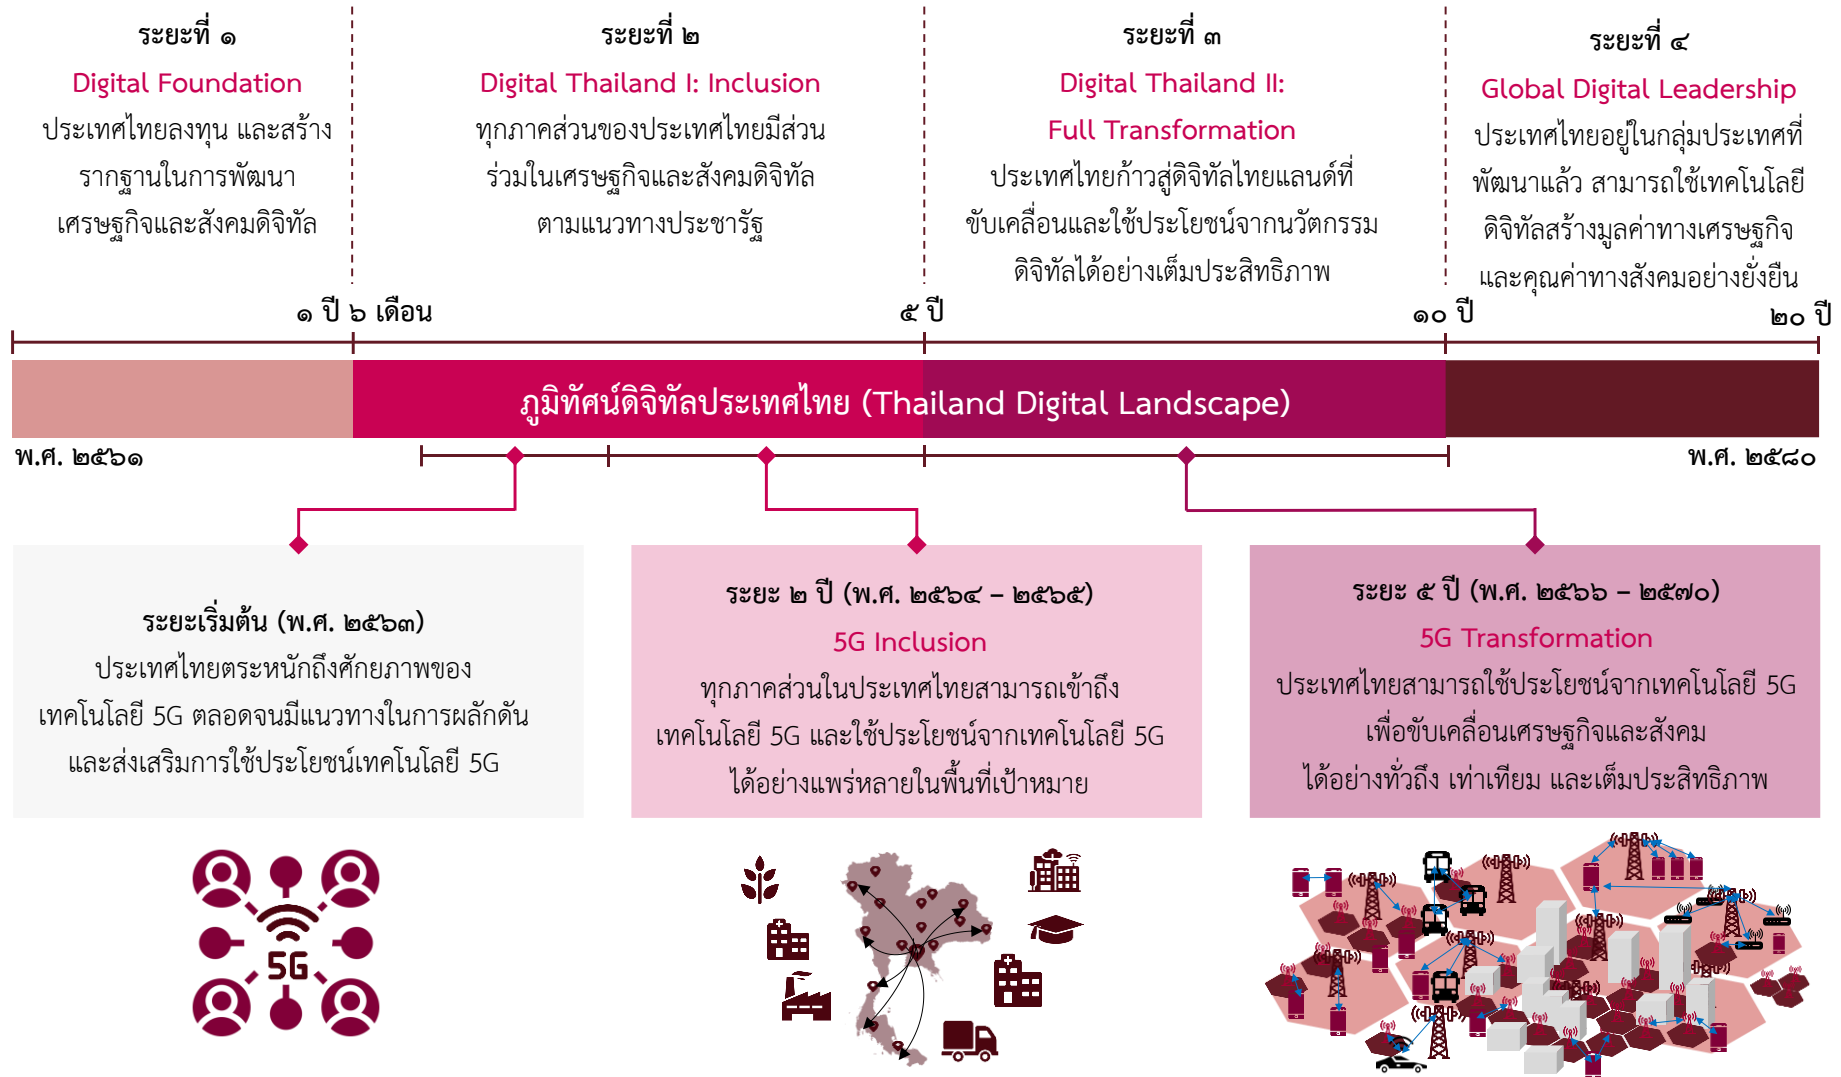 ระยะที่ ๑
Digital Foundation
ประเทศไทยลงทุน และสร้าง
รากฐานในการพัฒนา
เศรษฐกิจและสังคมดิจิทัล
ระยะที่ ๒
Digital Thailand I: Inclusion
ทุกภาคส่วนของประเทศไทยมีส่วน
ร่วมในเศรษฐกิจและสังคมดิจิทัล
ตามแนวทางประชารัฐ
ระยะที่ ๓
Digital Thailand II:
Full Transformation
ประเทศไทยก้าวสู่ดิจิทัลไทยแลนด์ที่
ขับเคลื่อนและใช้ประโยชน์จากนวัตกรรม
ดิจิทัลได้อย่างเต็มประสิทธิภาพ
ระยะที่ ๔
Global Digital Leadership
ประเทศไทยอยู่ในกลุ่มประเทศที่
พัฒนาแล้ว สามารถใช้เทคโนโลยี
ดิจิทัลสร้างมูลค่าทางเศรษฐกิจ
และคุณค่าทางสังคมอย่างยั่งยืน
๑ ปี ๖ เดือน
๕ ปี
๑๐ ปี
๒๐ ปี
ภูมิทัศน์ดิจิทัลประเทศไทย (Thailand Digital Landscape)
พ.ศ. ๒๕๖๑
พ.ศ. ๒๕๘๐
ระยะเริ่มต้น (พ.ศ. ๒๕๖๓)
ประเทศไทยตระหนักถึงศักยภาพของ
เทคโนโลยี 5G ตลอดจนมีแนวทางในการผลักดัน
และส่งเสริมการใช้ประโยชน์เทคโนโลยี 5G
ระยะ ๒ ปี (พ.ศ. ๒๕๖๔ – ๒๕๖๕)
5G Inclusion
ทุกภาคส่วนในประเทศไทยสามารถเข้าถึง
เทคโนโลยี 5G และใช้ประโยชน์จากเทคโนโลยี 5G
ได้อย่างแพร่หลายในพื้นที่เป้าหมาย
ระยะ ๕ ปี (พ.ศ. ๒๕๖๖ – ๒๕๗๐)
5G Transformation
ประเทศไทยสามารถใช้ประโยชน์จากเทคโนโลยี 5G
เพื่อขับเคลื่อนเศรษฐกิจและสังคม
ได้อย่างทั่วถึง เท่าเทียม และเต็มประสิทธิภาพ
5G